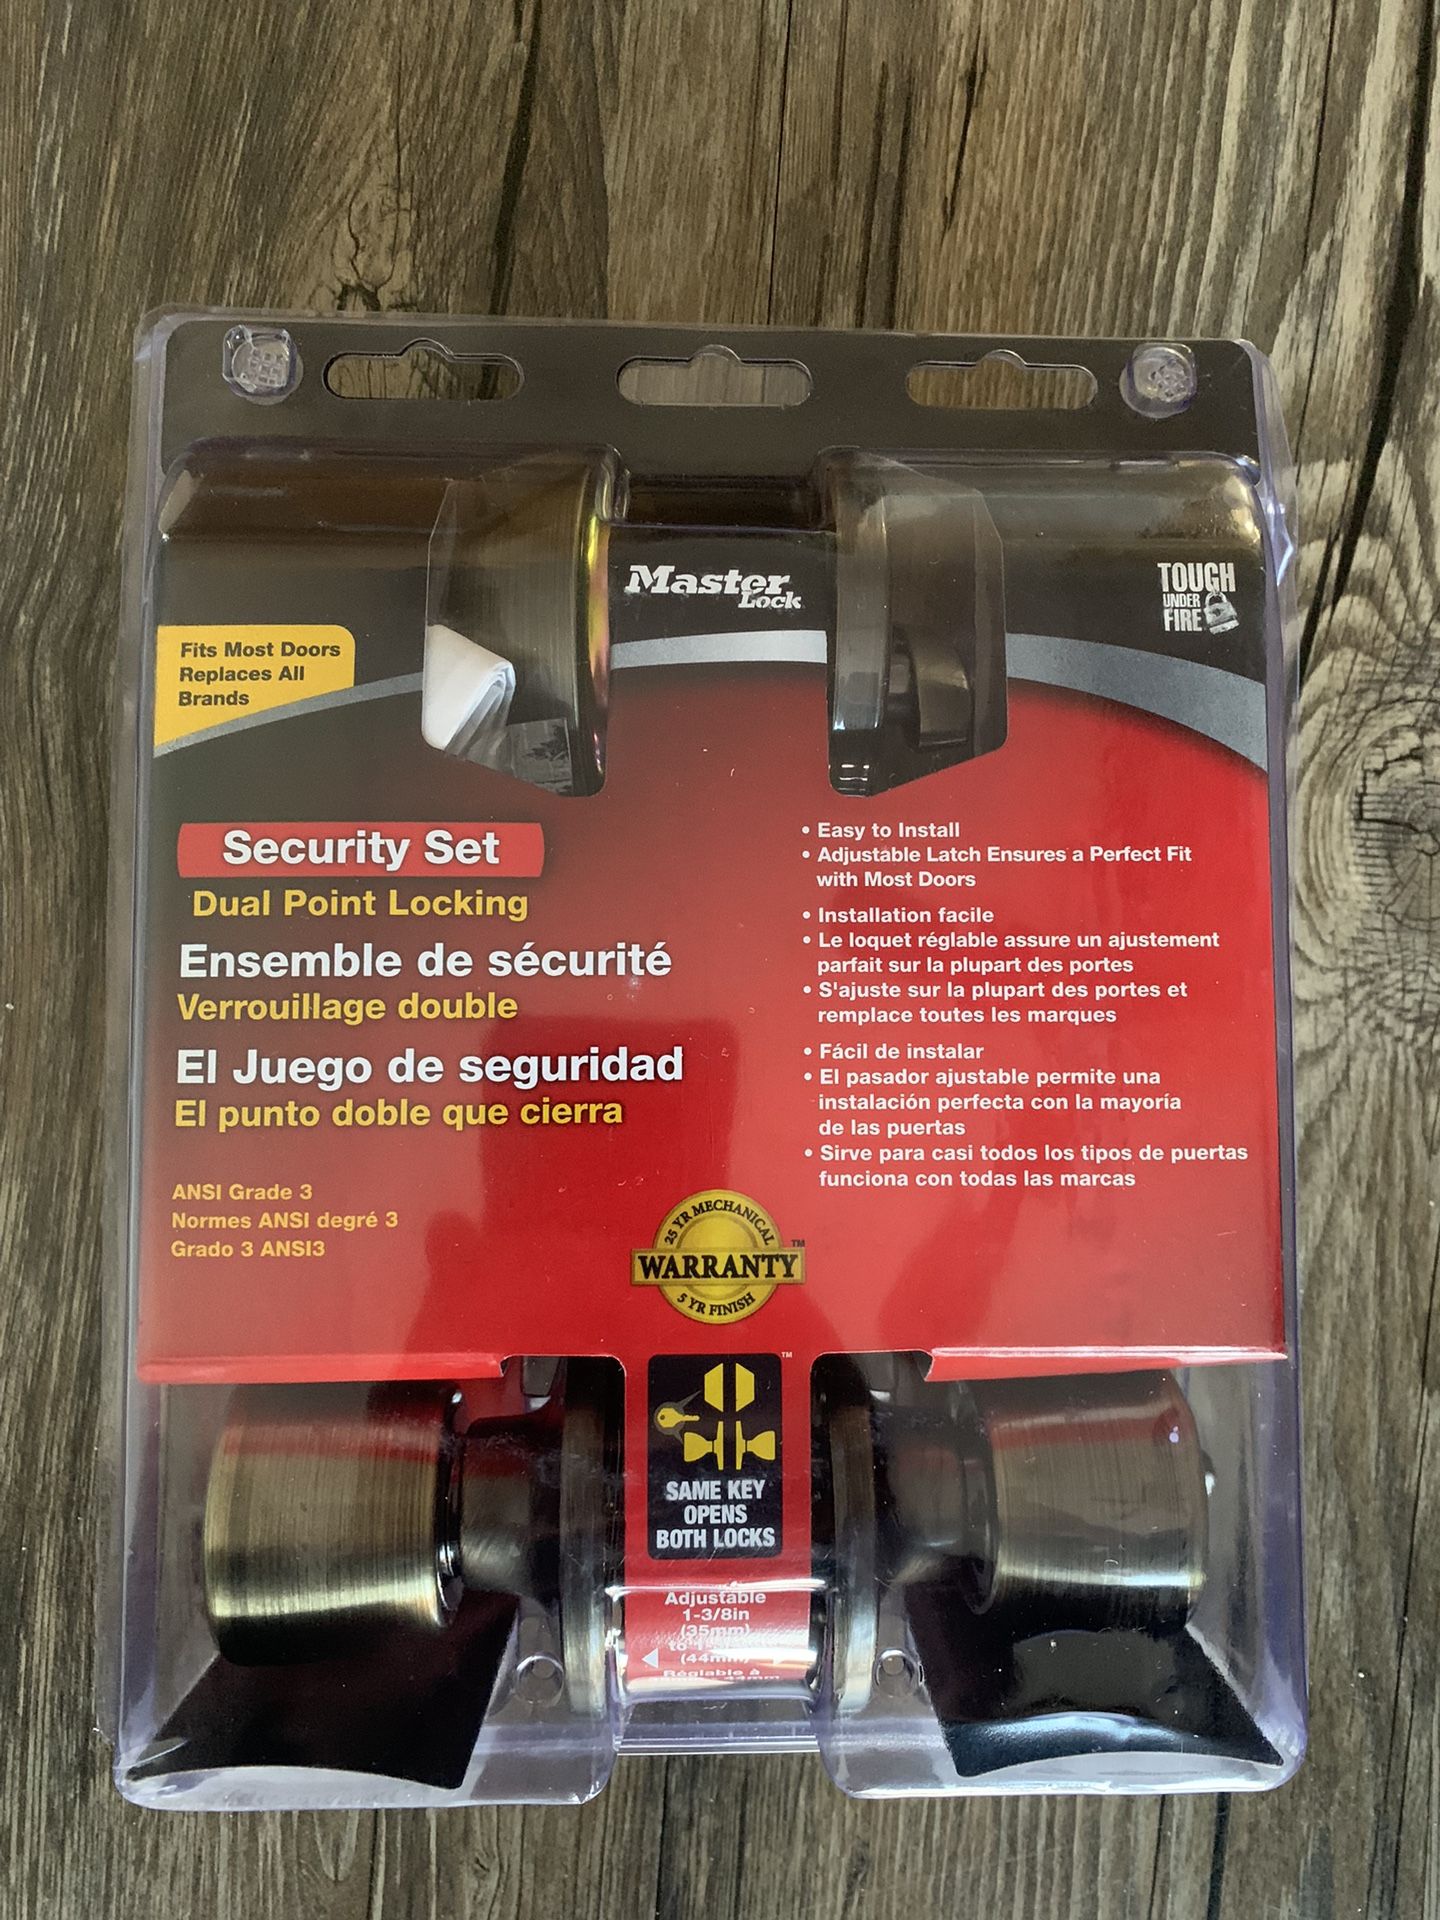 Master
Lock
TOUGH
UNDER
FIRE
Fits Most Doors
Replaces All
Brands
Security Set
Dual Point Locking
Ensemble de sécurité
Verrouillage double
El Juego de seguridad
El punto doble que cierra
ANSI Grade 3
Normes ANSI degré 3
Grado 3 ANSI3
• Easy to Install
• Adjustable Latch Ensures a Perfect Fit
with Most Doors
• Installation facile
• Le loquet réglable assure un ajustement
parfait sur la plupart des portes
• S'ajuste sur la plupart des portes et
remplace toutes les marques
• Fácil de instalar
• El pasador ajustable permite una
instalación perfecta con la mayoría
de las puertas
• Sirve para casi todos los tipos de puertas
funciona con todas las marcas
25 YR MECHANICAL
WARRANTY™
5 YR FINISH
™
SAME KEY
OPENS
BOTH LOCKS
Adjustable
1-3/8in
(35mm)
to
(44mm)
Réglable à
44mm